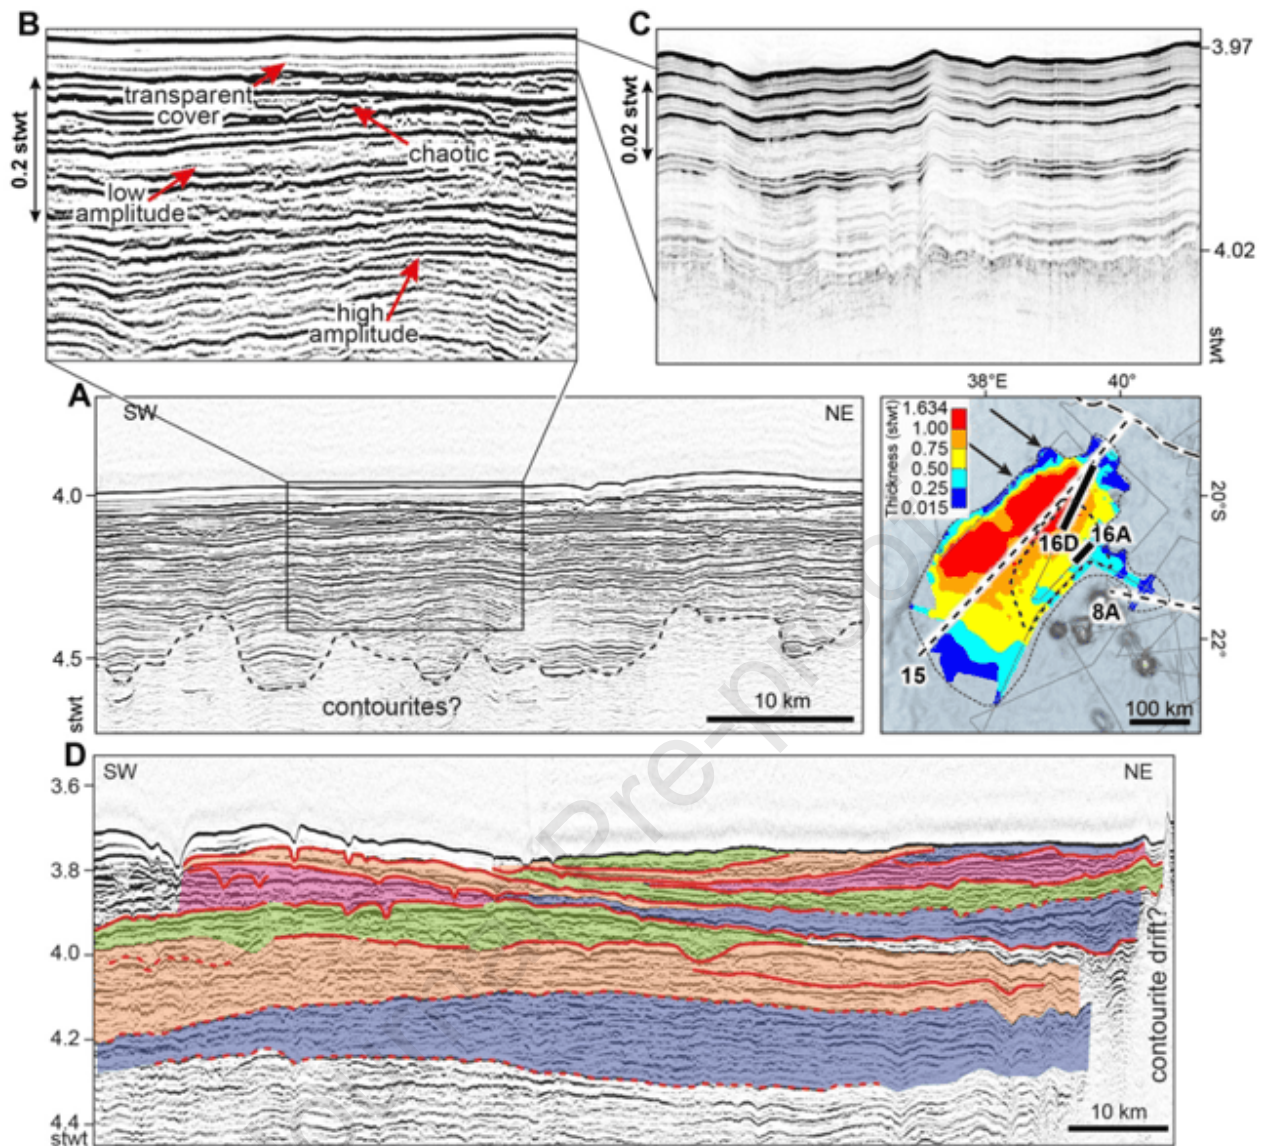 B
transparent
cover
chaotic
low
amplitude
high
amplitude
0.2 stwt
C
3.97
4.02
0.02 stwt
stwt
A
SW
NE
4.0
4.5
stwt
contourites?
10 km
38°E
40°
Thickness (stwt)
1.634
1.00
0.75
0.50
0.25
0.015
20°S
22°
16D
16A
8A
15
100 km
D
SW
NE
3.6
3.8
4.0
4.2
4.4
stwt
contourite drift?
10 km